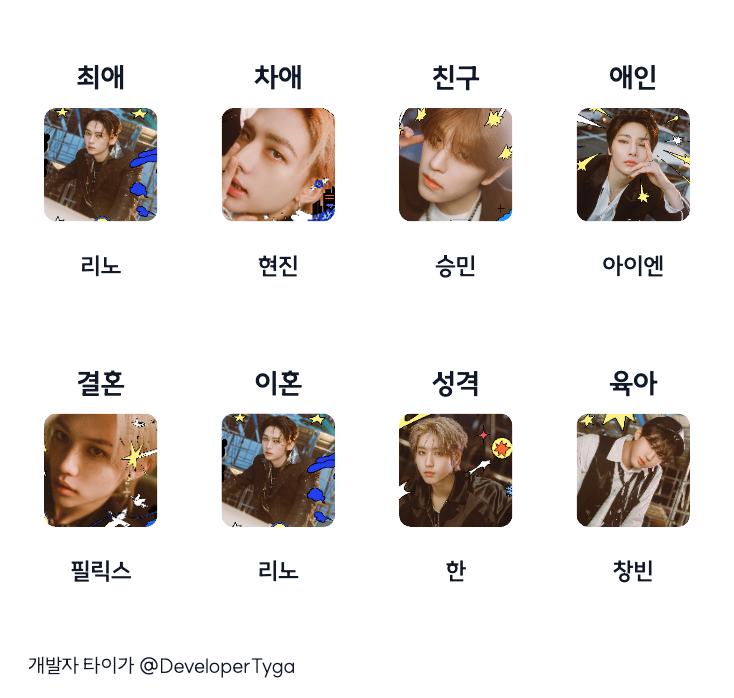 최애 차애 친구 애인
리노 현진 승민 아이엔
결혼 이혼 성격 육아
필릭스 리노 한 창빈
개발자 타이가 @DeveloperTyga